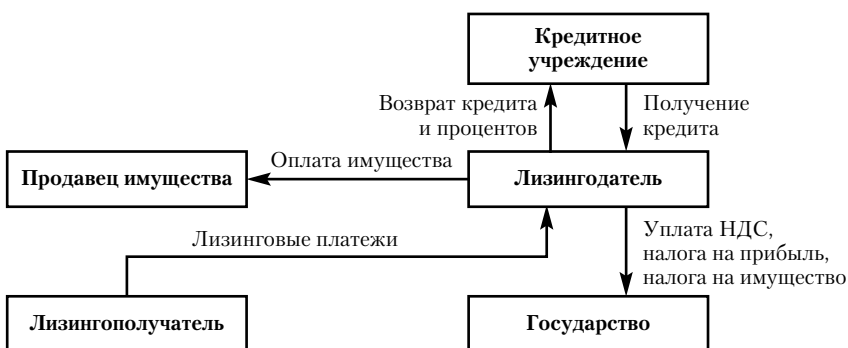 Кредитное
учреждение
Возврат кредита
и процентов
Получение
кредита
Оплата имущества
Продавец имущества
Лизингодатель
Лизинговые платежи
Уплата НДС,
налога на прибыль,
налога на имущество
Лизингополучатель
Государство